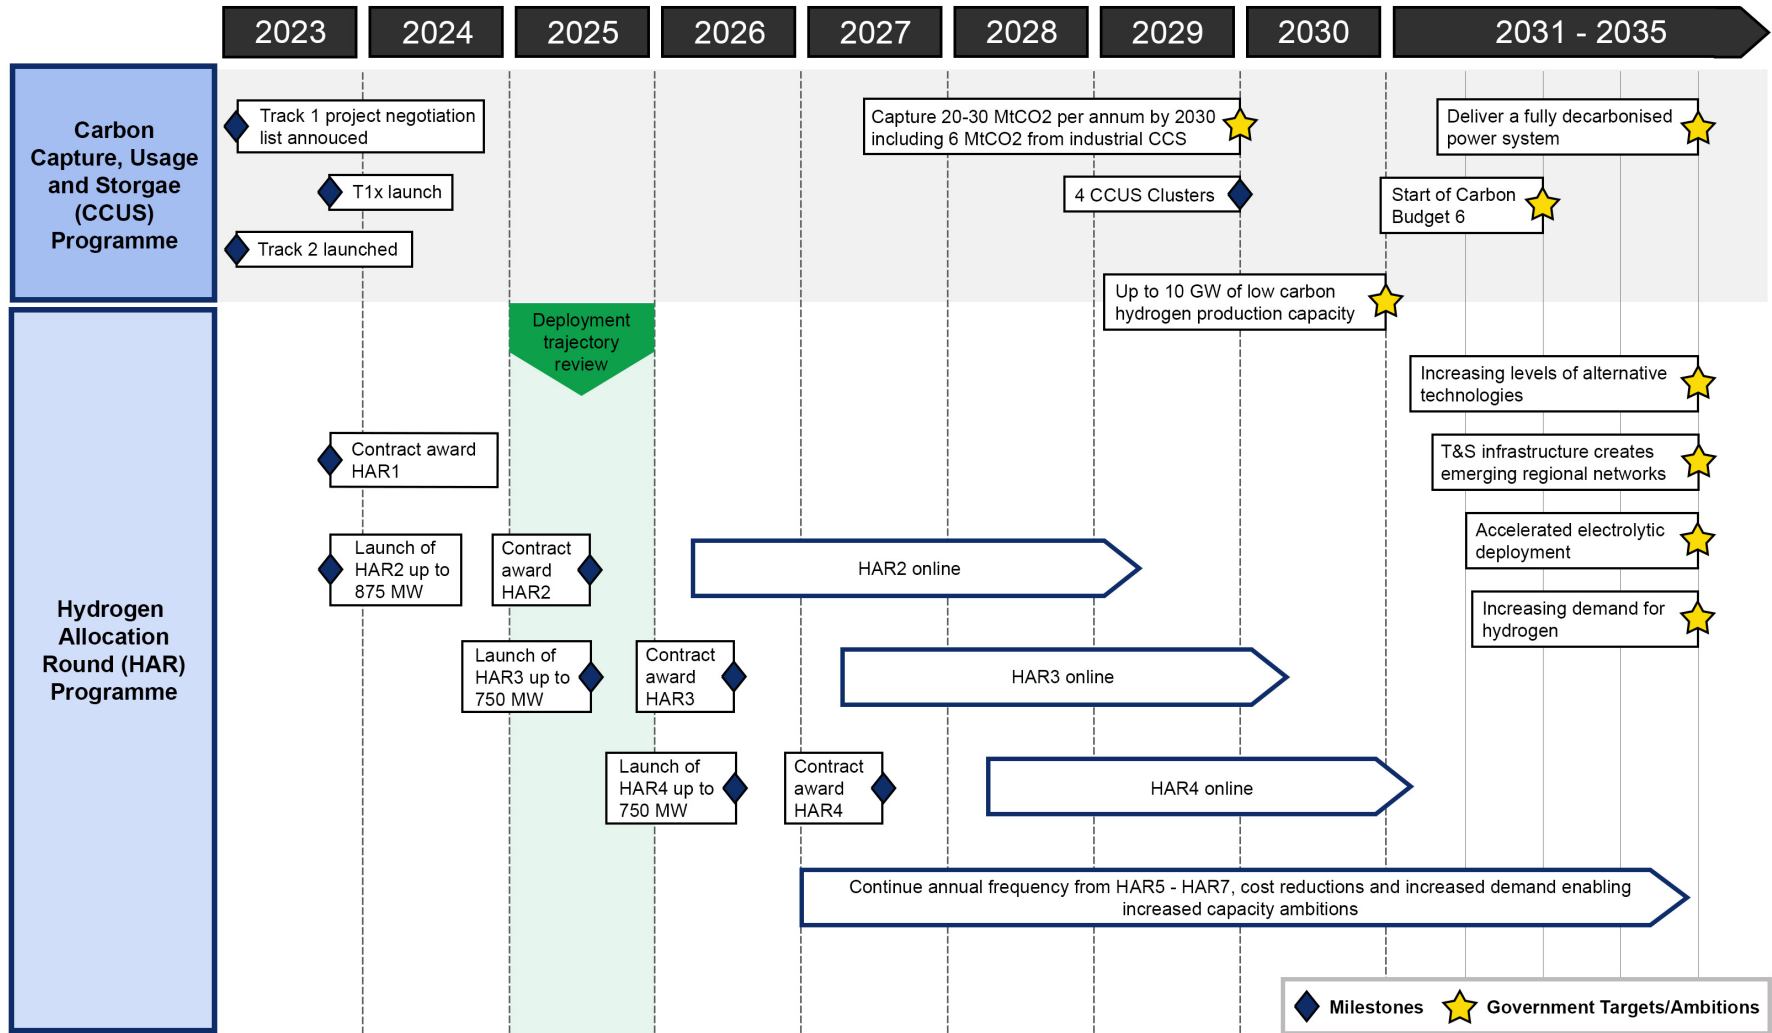 2023
2024
2025
2026
2027
2028
2029
2030
2031 - 2035
Carbon
Capture, Usage
and Storgae
(CCUS)
Programme
Track 1 project negotiation
list annouced
T1x launch
Track 2 launched
Capture 20-30 MtCO2 per annum by 2030
including 6 MtCO2 from industrial CCS
4 CCUS Clusters
Deliver a fully decarbonised
power system
Start of Carbon
Budget 6
Up to 10 GW of low carbon
hydrogen production capacity
Hydrogen
Allocation
Round (HAR)
Programme
Deployment
trajectory
review
Increasing levels of alternative
technologies
Contract award
HAR1
T&S infrastructure creates
emerging regional networks
Launch of
HAR2 up to
875 MW
Contract
award
HAR2
HAR2 online
Accelerated electrolytic
deployment
Increasing demand for
hydrogen
Launch of
HAR3 up to
750 MW
Contract
award
HAR3
HAR3 online
Launch of
HAR4 up to
750 MW
Contract
award
HAR4
HAR4 online
Continue annual frequency from HAR5 - HAR7, cost reductions and increased demand enabling
increased capacity ambitions
Milestones
Government Targets/Ambitions